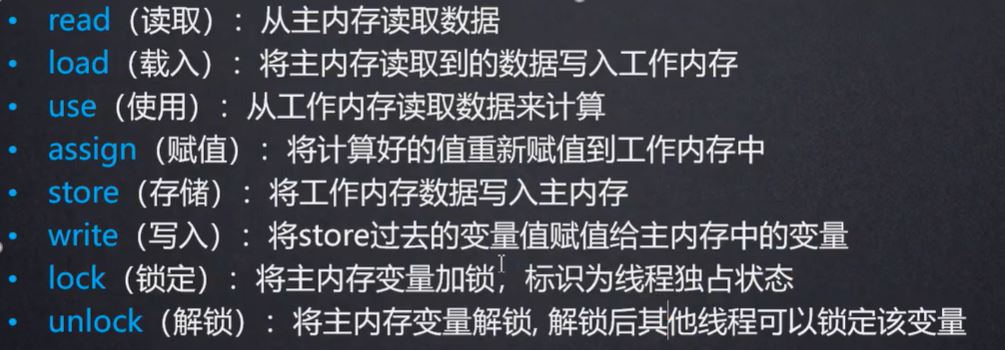 • read（读取）：从主内存读取数据
• load（载入）：将主内存读取到的数据写入工作内存
• use（使用）：从工作内存读取数据来计算
• assign（赋值）：将计算好的值重新赋值到工作内存中
• store（存储）：将工作内存数据写入主内存
• write（写入）：将store过去的变量值赋值给主内存中的变量
• lock（锁定）：将主内存变量加锁，标识为线程独占状态
• unlock（解锁）：将主内存变量解锁, 解锁后其他线程可以锁定该变量